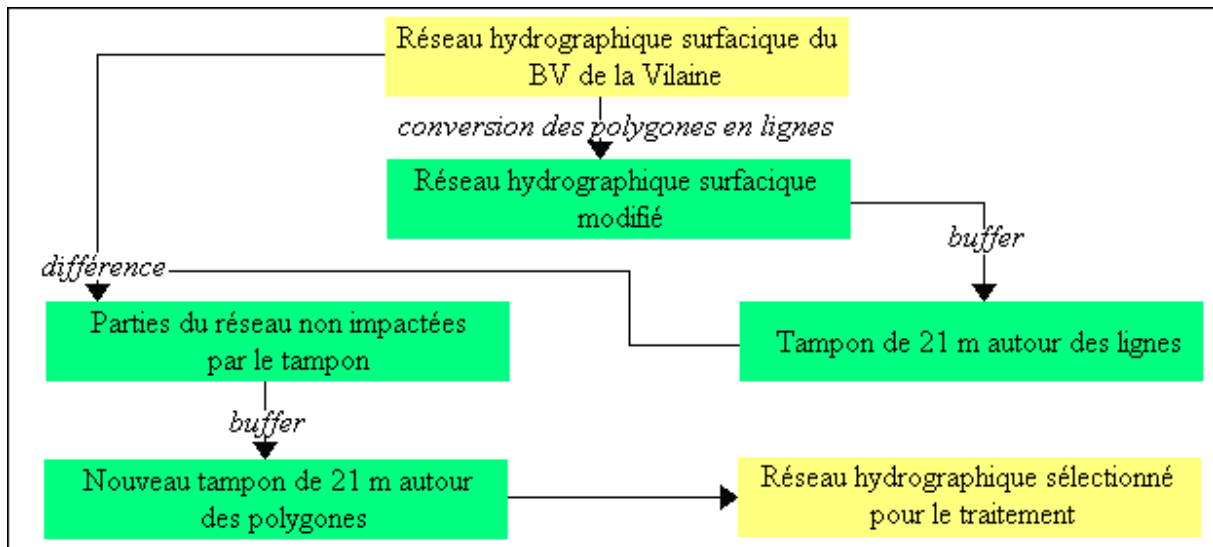 Réseau hydrographique surfacique du
BV de la Vilaine
conversion des polygones en lignes
Réseau hydrographique surfacique
modifié
buffer
différence
Parties du réseau non impactées
par le tampon
Tampon de 21 m autour des lignes
buffer
Nouveau tampon de 21 m autour
des polygones
Réseau hydrographique sélectionné
pour le traitement